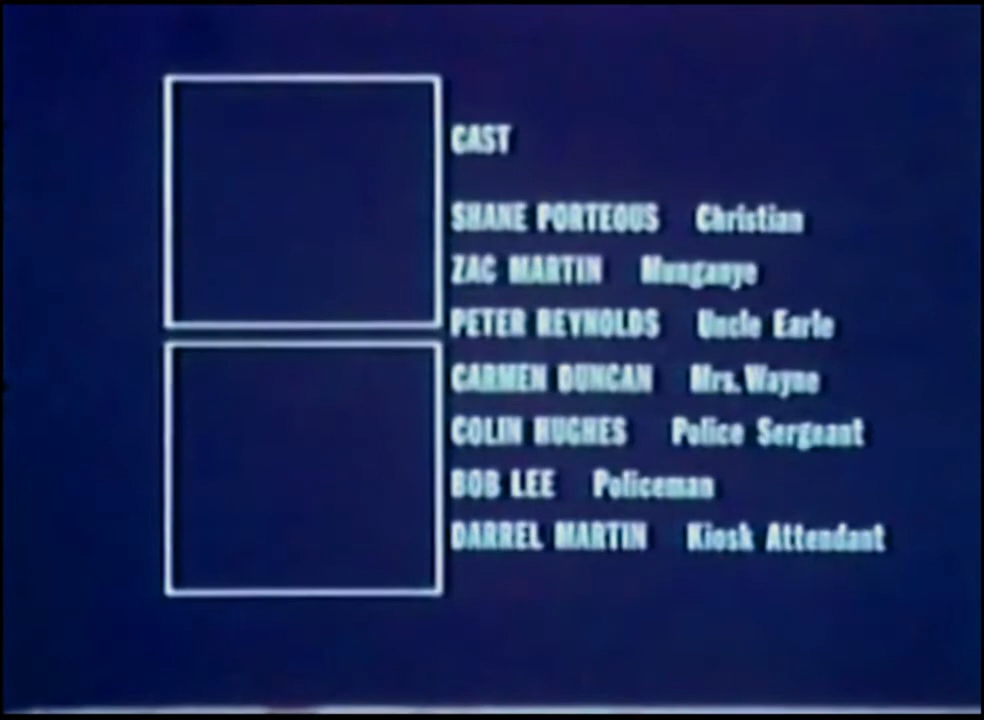 CAST
SHANE PORTEOUS Christian
ZAC MARTIN Munganye
PETER REYNOLDS Uncle Earle
CARMEN DUNCAN Mrs. Wayne
COLIN HUGHES Police Sergeant
BOB LEE Policeman
DARREL MARTIN Kiosk Attendant